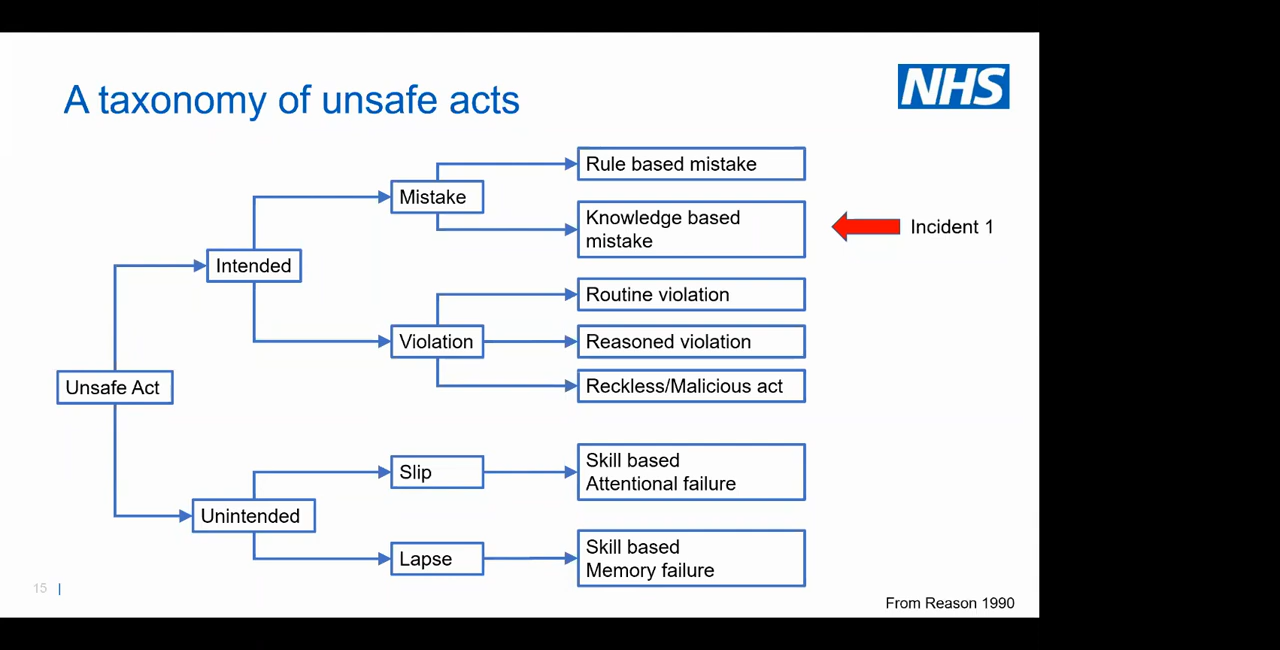 A taxonomy of unsafe acts
NHS
Rule based mistake
Mistake
Knowledge based
mistake
Incident 1
Intended
Routine violation
Violation
Reasoned violation
Reckless/Malicious act
Unsafe Act
Skill based
Attentional failure
Slip
Unintended
Skill based
Memory failure
Lapse
15 |
From Reason 1990